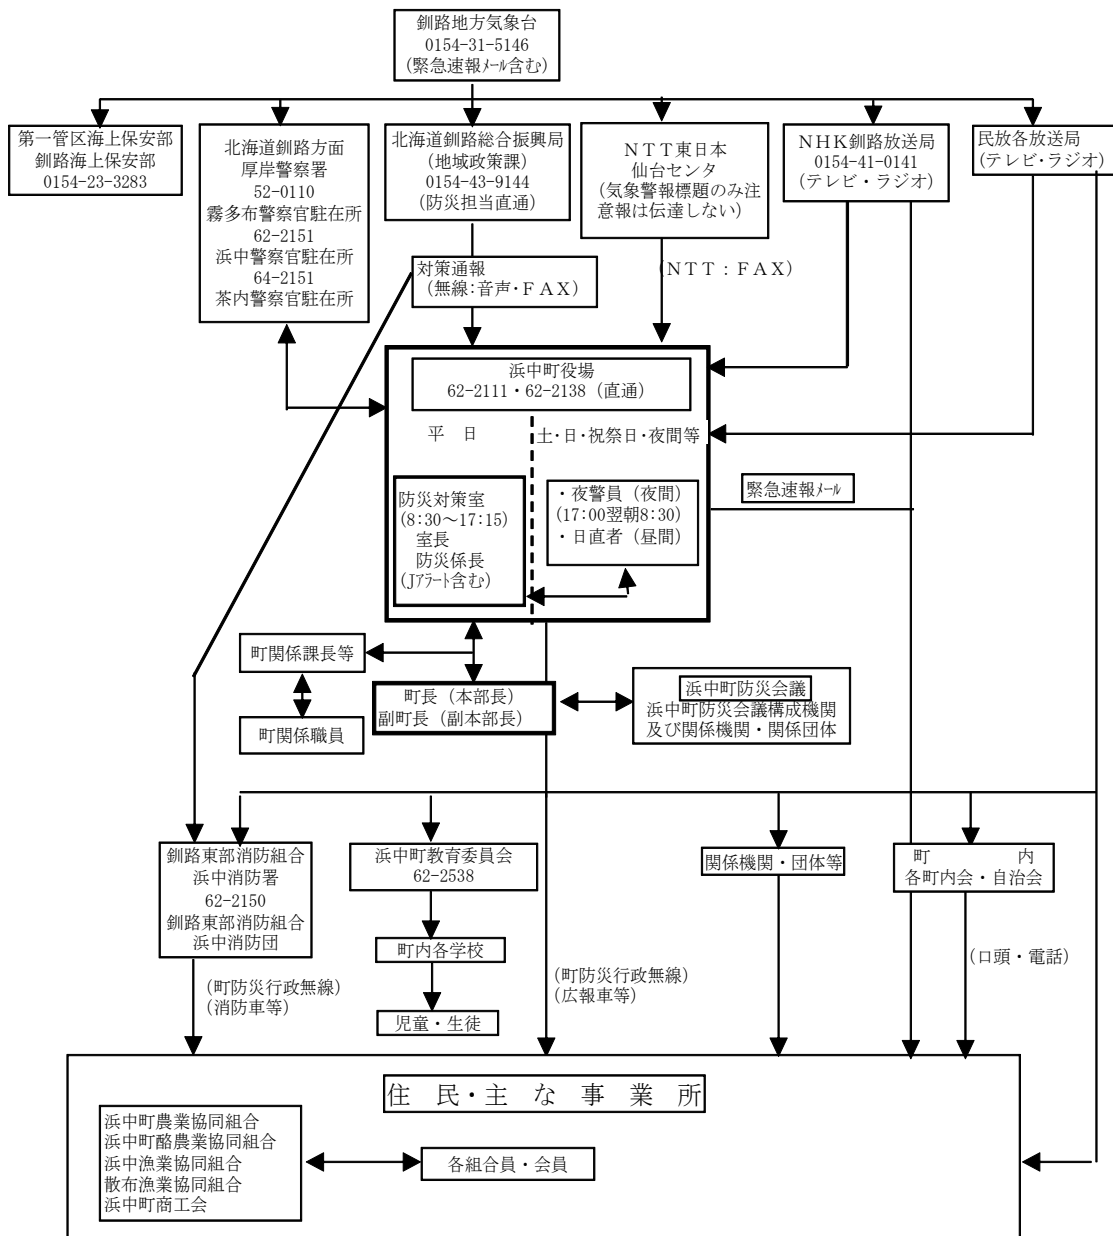 釧路地方気象台
0154-31-5146
(緊急速報ﾒｰﾙ含む)
第一管区海上保安部
釧路海上保安部
0154-23-3283
北海道釧路方面
厚岸警察署
52-0110
霧多布警察官駐在所
62-2151
浜中警察官駐在所
64-2151
茶内警察官駐在所
北海道釧路総合振興局
(地域政策課)
0154-43-9144
(防災担当直通)
ＮＴＴ東日本
仙台センタ
(気象警報標題のみ注
意報は伝達しない)
ＮＨＫ釧路放送局
0154-41-0141
(テレビ・ラジオ)
民放各放送局
(テレビ・ラジオ)
対策通報
(無線:音声・ＦＡＸ)
(ＮＴＴ：ＦＡＸ)
浜中町役場
62-2111・62-2138 (直通)
平　日
土・日・祝祭日・夜間等
防災対策室
(8:30～17:15)
室長
防災係長
(Jｱﾗｰﾄ含む)
・夜警員 (夜間)
(17:00翌朝8:30)
・日直者 (昼間)
緊急速報ﾒｰﾙ
町関係課長等
町関係職員
町長 (本部長)
副町長 (副本部長)
浜中町防災会議
浜中町防災会議構成機関
及び関係機関・関係団体
釧路東部消防組合
浜中消防署
62-2150
釧路東部消防組合
浜中消防団
浜中町教育委員会
62-2538
町内各学校
児童・生徒
関係機関・団体等
町　　　内
各町内会・自治会
(町防災行政無線)
(消防車等)
(町防災行政無線)
(広報車等)
(口頭・電話)
住　民・主　な　事　業　所
浜中町農業協同組合
浜中町酪農業協同組合
浜中漁業協同組合
散布漁業協同組合
浜中町商工会
各組合員・会員